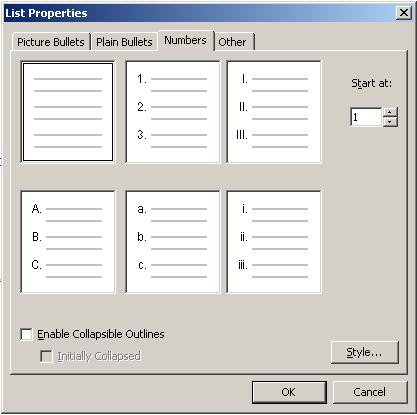 List Properties
Picture Bullets Plain Bullets Numbers Other
Start at:
1
1.
2.
3.
I.
II.
III.
A.
B.
C.
a.
b.
c.
i.
ii.
iii.
Enable Collapsible Outlines
Initially Collapsed
Style...
OK Cancel